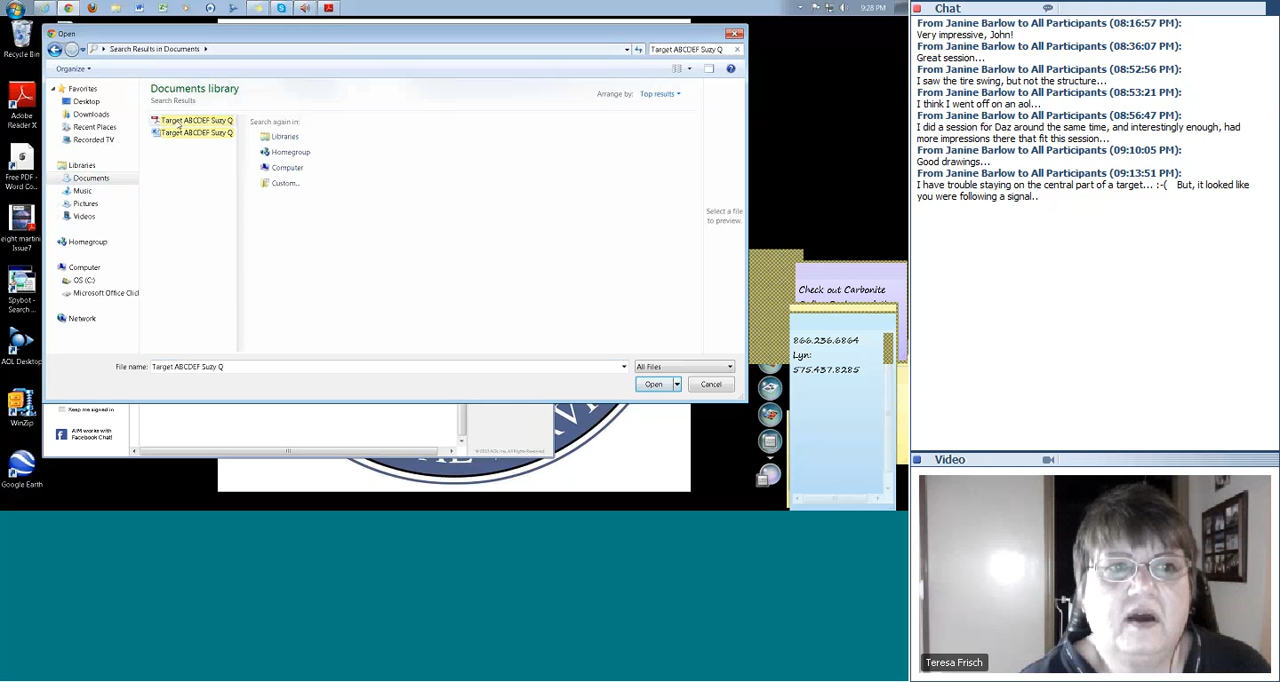 9:28 PM
Recycle Bin
Adobe
Reader X
Free PDF -
Word Co...
eight martini
Issue7
Spybot -
Search ...
AOL Desktop
WinZip
Google Earth
Open
Search Results in Documents
Target ABCDEF Suzy Q
Organize
Favorites
Desktop
Downloads
Recent Places
Recorded TV
Libraries
Documents
Music
Pictures
Videos
Homegroup
Computer
OS (C:)
Microsoft Office Clic
Network
Documents library
Search Results
Arrange by: Top results
Target ABCDEF Suzy Q
Target ABCDEF Suzy Q
Search again in:
Libraries
Homegroup
Computer
Custom...
Select a file
to preview.
File name: Target ABCDEF Suzy Q
All Files
Open
Cancel
Keep me signed in
AIM works with
Facebook Chat!
Check out Carbonite
866.236.6864
Lyn:
575.437.8285
Chat
From Janine Barlow to All Participants (08:16:57 PM):
Very impressive, John!
From Janine Barlow to All Participants (08:36:07 PM):
Great session...
From Janine Barlow to All Participants (08:52:56 PM):
I saw the tire swing, but not the structure...
From Janine Barlow to All Participants (08:53:21 PM):
I think I went off on an aol...
From Janine Barlow to All Participants (08:56:47 PM):
I did a session for Daz around the same time, and interestingly enough, had
more impressions there that fit this session...
From Janine Barlow to All Participants (09:10:05 PM):
Good drawings...
From Janine Barlow to All Participants (09:13:51 PM):
I have trouble staying on the central part of a target... :-( But, it looked like
you were following a signal..
Video
Teresa Frisch